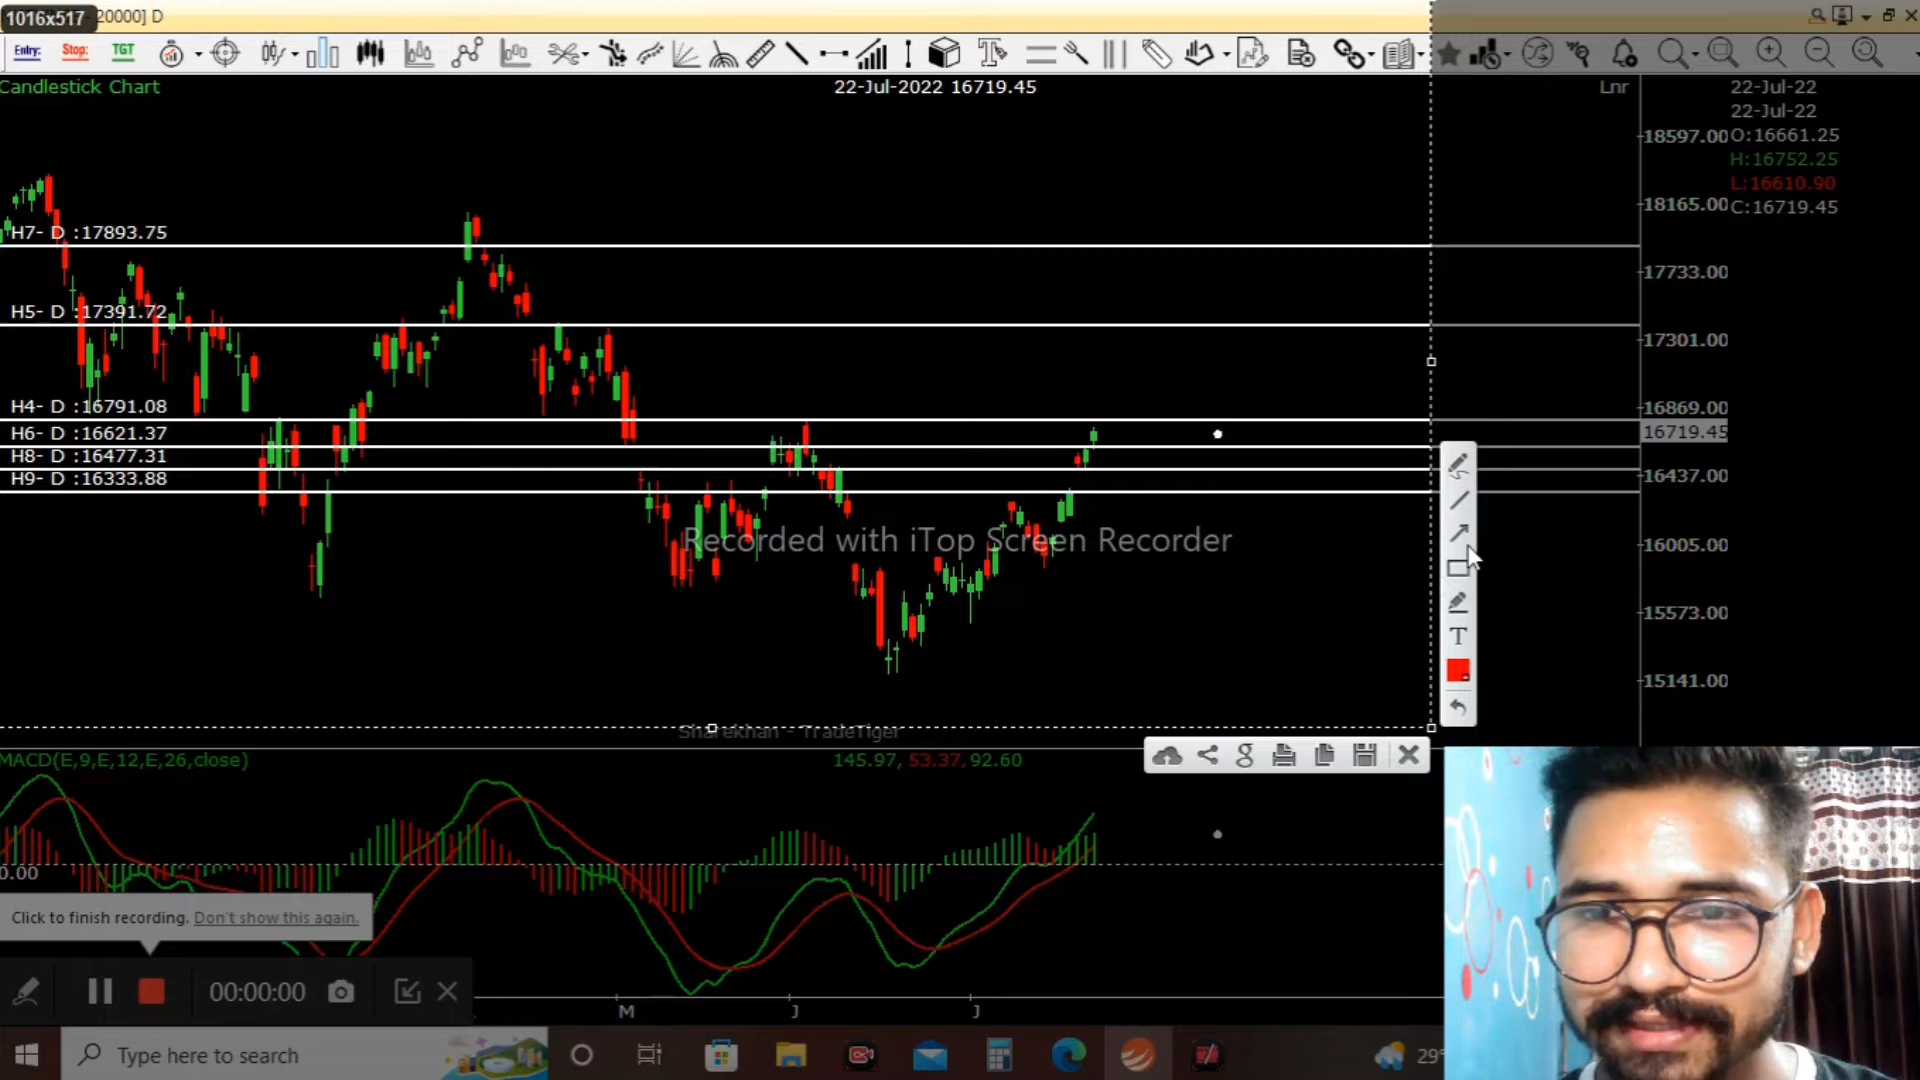 1016x517
20000] D
Entry:
Stop:
TGT
Candlestick Chart
22-Jul-2022 16719.45
Lnr
22-Jul-22
22-Jul-22
O:16661.25
H:16752.25
L:16610.90
C:16719.45
18597.00
18165.00
17733.00
17301.00
16869.00
16719.45
16437.00
16005.00
15573.00
15141.00
H7- D :17893.75
H5- D :17391.72
H4- D :16791.08
H6- D :16621.37
H8- D :16477.31
H9- D :16333.88
Recorded with iTop Screen Recorder
T
Sharekhan - TradeTiger
MACD(E,9,E,12,E,26,close)
145.97, 53.37,92.60
0.00
Click to finish recording. Don't show this again.
00:00:00
M
J
J
Type here to search
29°